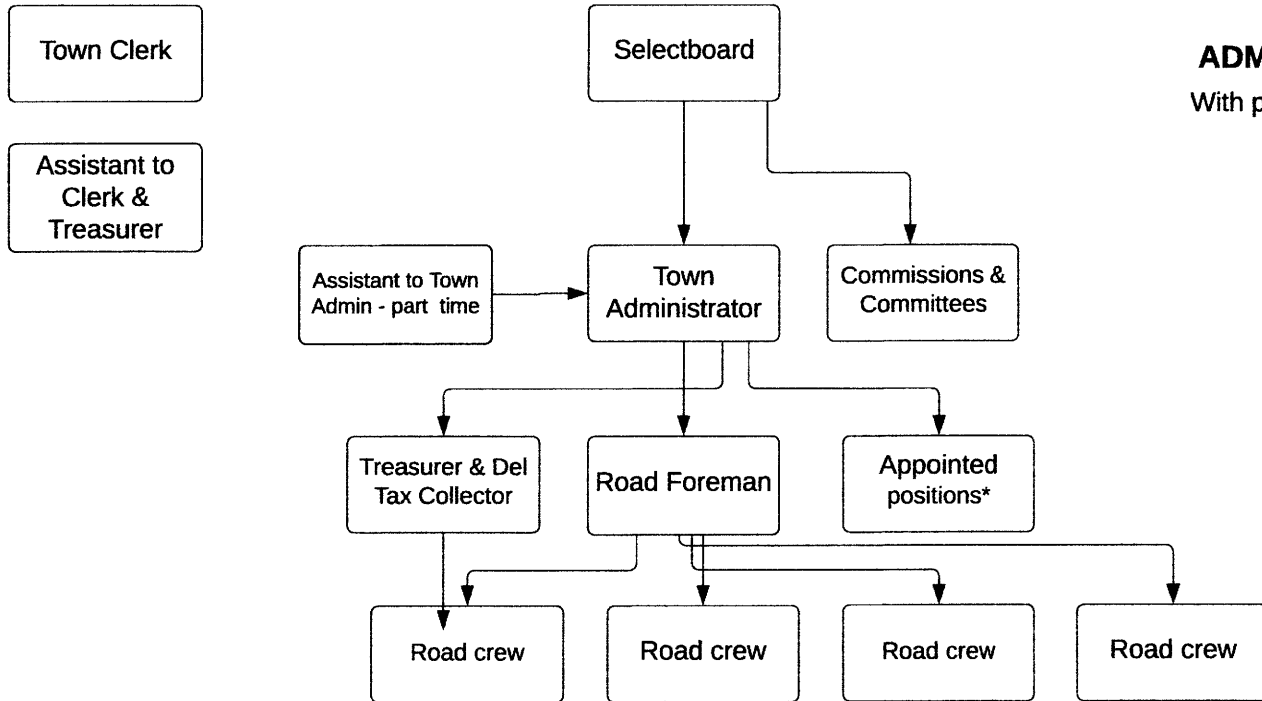 Town Clerk
Selectboard
ADM
With p
Assistant to
Clerk &
Treasurer
Assistant to Town
Admin - part time
Town
Administrator
Commissions &
Committees
Treasurer & Del
Tax Collector
Road Foreman
Appointed
positions*
Road crew
Road crew
Road crew
Road crew